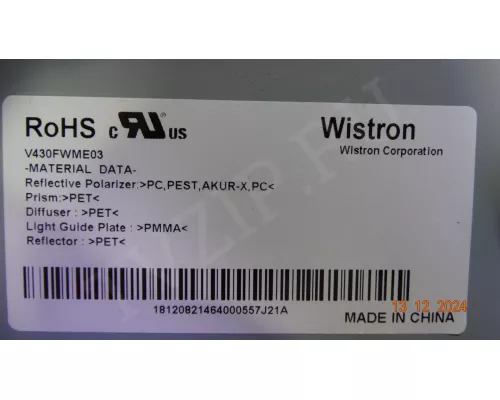 RoHS c RU US Wistron
V430FWME03 Wistron Corporation
-MATERIAL DATA-
Reflective Polarizer:>PC,PEST,AKUR-X,PC<
Prism:>PET<
Diffuser : >PET<
Light Guide Plate : >PMMA<
Reflector : >PET<
18120821464000557J21A
13 12 2024
MADE IN CHINA